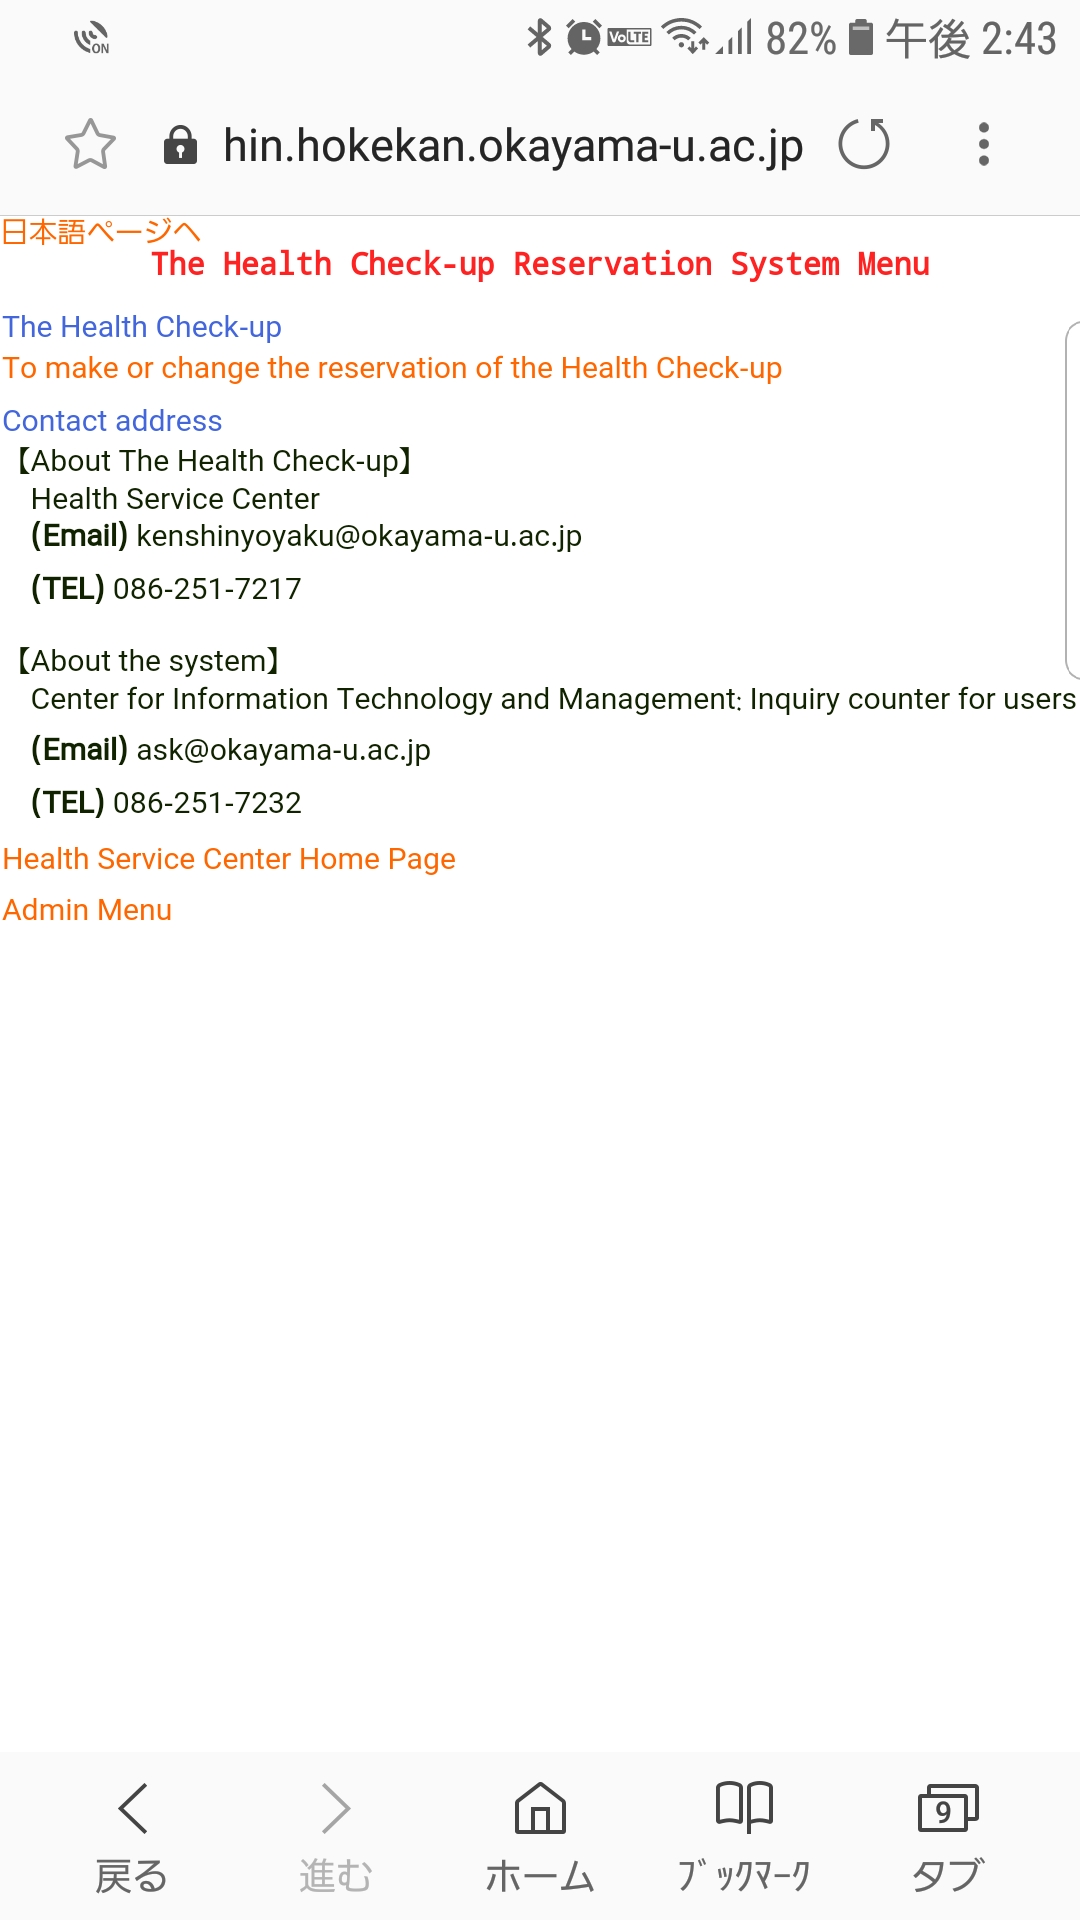 ON VoLTE 82% 午後 2:43
hin.hokekan.okayama-u.ac.jp
日本語ページへ
The Health Check-up Reservation System Menu
The Health Check-up
To make or change the reservation of the Health Check-up
Contact address
【About The Health Check-up】
Health Service Center
(Email) kenshinyoyaku@okayama-u.ac.jp
(TEL) 086-251-7217
【About the system】
Center for Information Technology and Management: Inquiry counter for users
(Email) ask@okayama-u.ac.jp
(TEL) 086-251-7232
Health Service Center Home Page
Admin Menu
9
戻る 進む ホーム ﾌﾞｯｸﾏｰｸ タブ